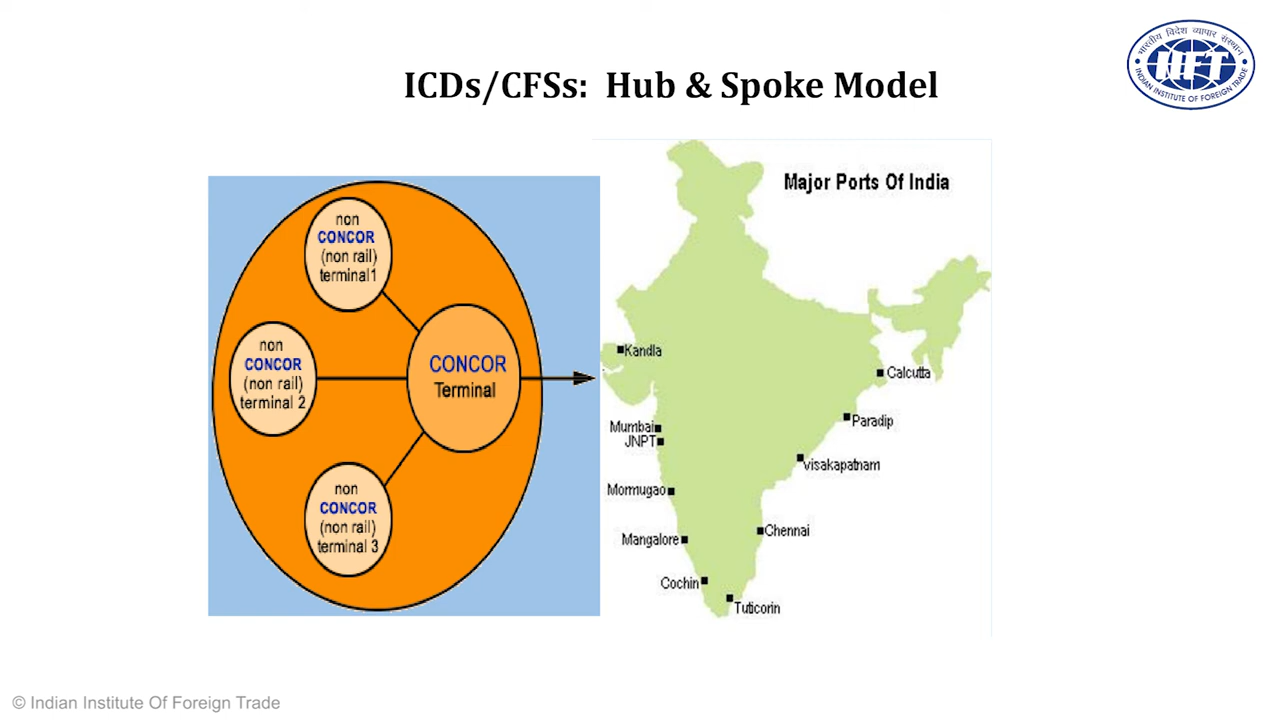 ICDs/CFSs: Hub & Spoke Model
भारतीय विदेश व्यापार संस्थान
IIFT
INDIAN INSTITUTE OF FOREIGN TRADE
non
CONCOR
(non rail)
terminal1
non
CONCOR
(non rail)
terminal 2
non
CONCOR
(non rail)
terminal 3
CONCOR
Terminal
Major Ports Of India
Kandla
Calcutta
Paradip
Mumbai
JNPT
Visakapatnam
Mormugao
Chennai
Mangalore
Cochin
Tuticorin
© Indian Institute Of Foreign Trade